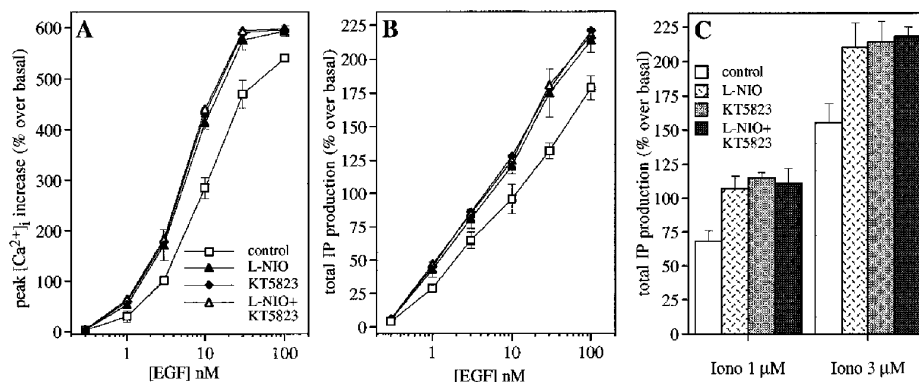 A
600
500
400
300
200
100
0
peak [Ca2+]i increase (% over basal)
control
L-NIO
KT5823
L-NIO+
KT5823
1
10
100
[EGF] nM
B
225
200
175
150
125
100
75
50
25
0
total IP production (% over basal)
1
10
100
[EGF] nM
C
225
200
175
150
125
100
75
50
25
0
total IP production (% over basal)
control
L-NIO
KT5823
L-NIO+
KT5823
Iono 1 μM
Iono 3 μM